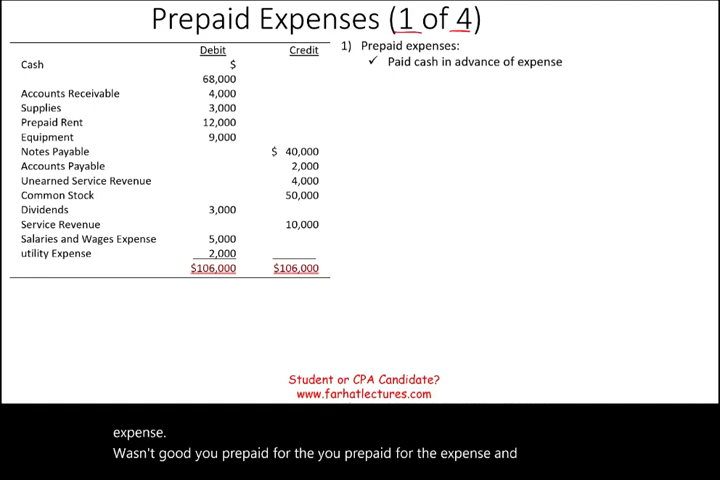 Prepaid Expenses (1 of 4)
Debit Credit
Cash $
68,000
Accounts Receivable 4,000
Supplies 3,000
Prepaid Rent 12,000
Equipment 9,000
Notes Payable $ 40,000
Accounts Payable 2,000
Unearned Service Revenue 4,000
Common Stock 50,000
Dividends 3,000
Service Revenue 10,000
Salaries and Wages Expense 5,000
utility Expense 2,000
$106,000 $106,000
1) Prepaid expenses:
✓ Paid cash in advance of expense
Student or CPA Candidate?
www.farhatlectures.com
expense.
Wasn't good you prepaid for the you prepaid for the expense and